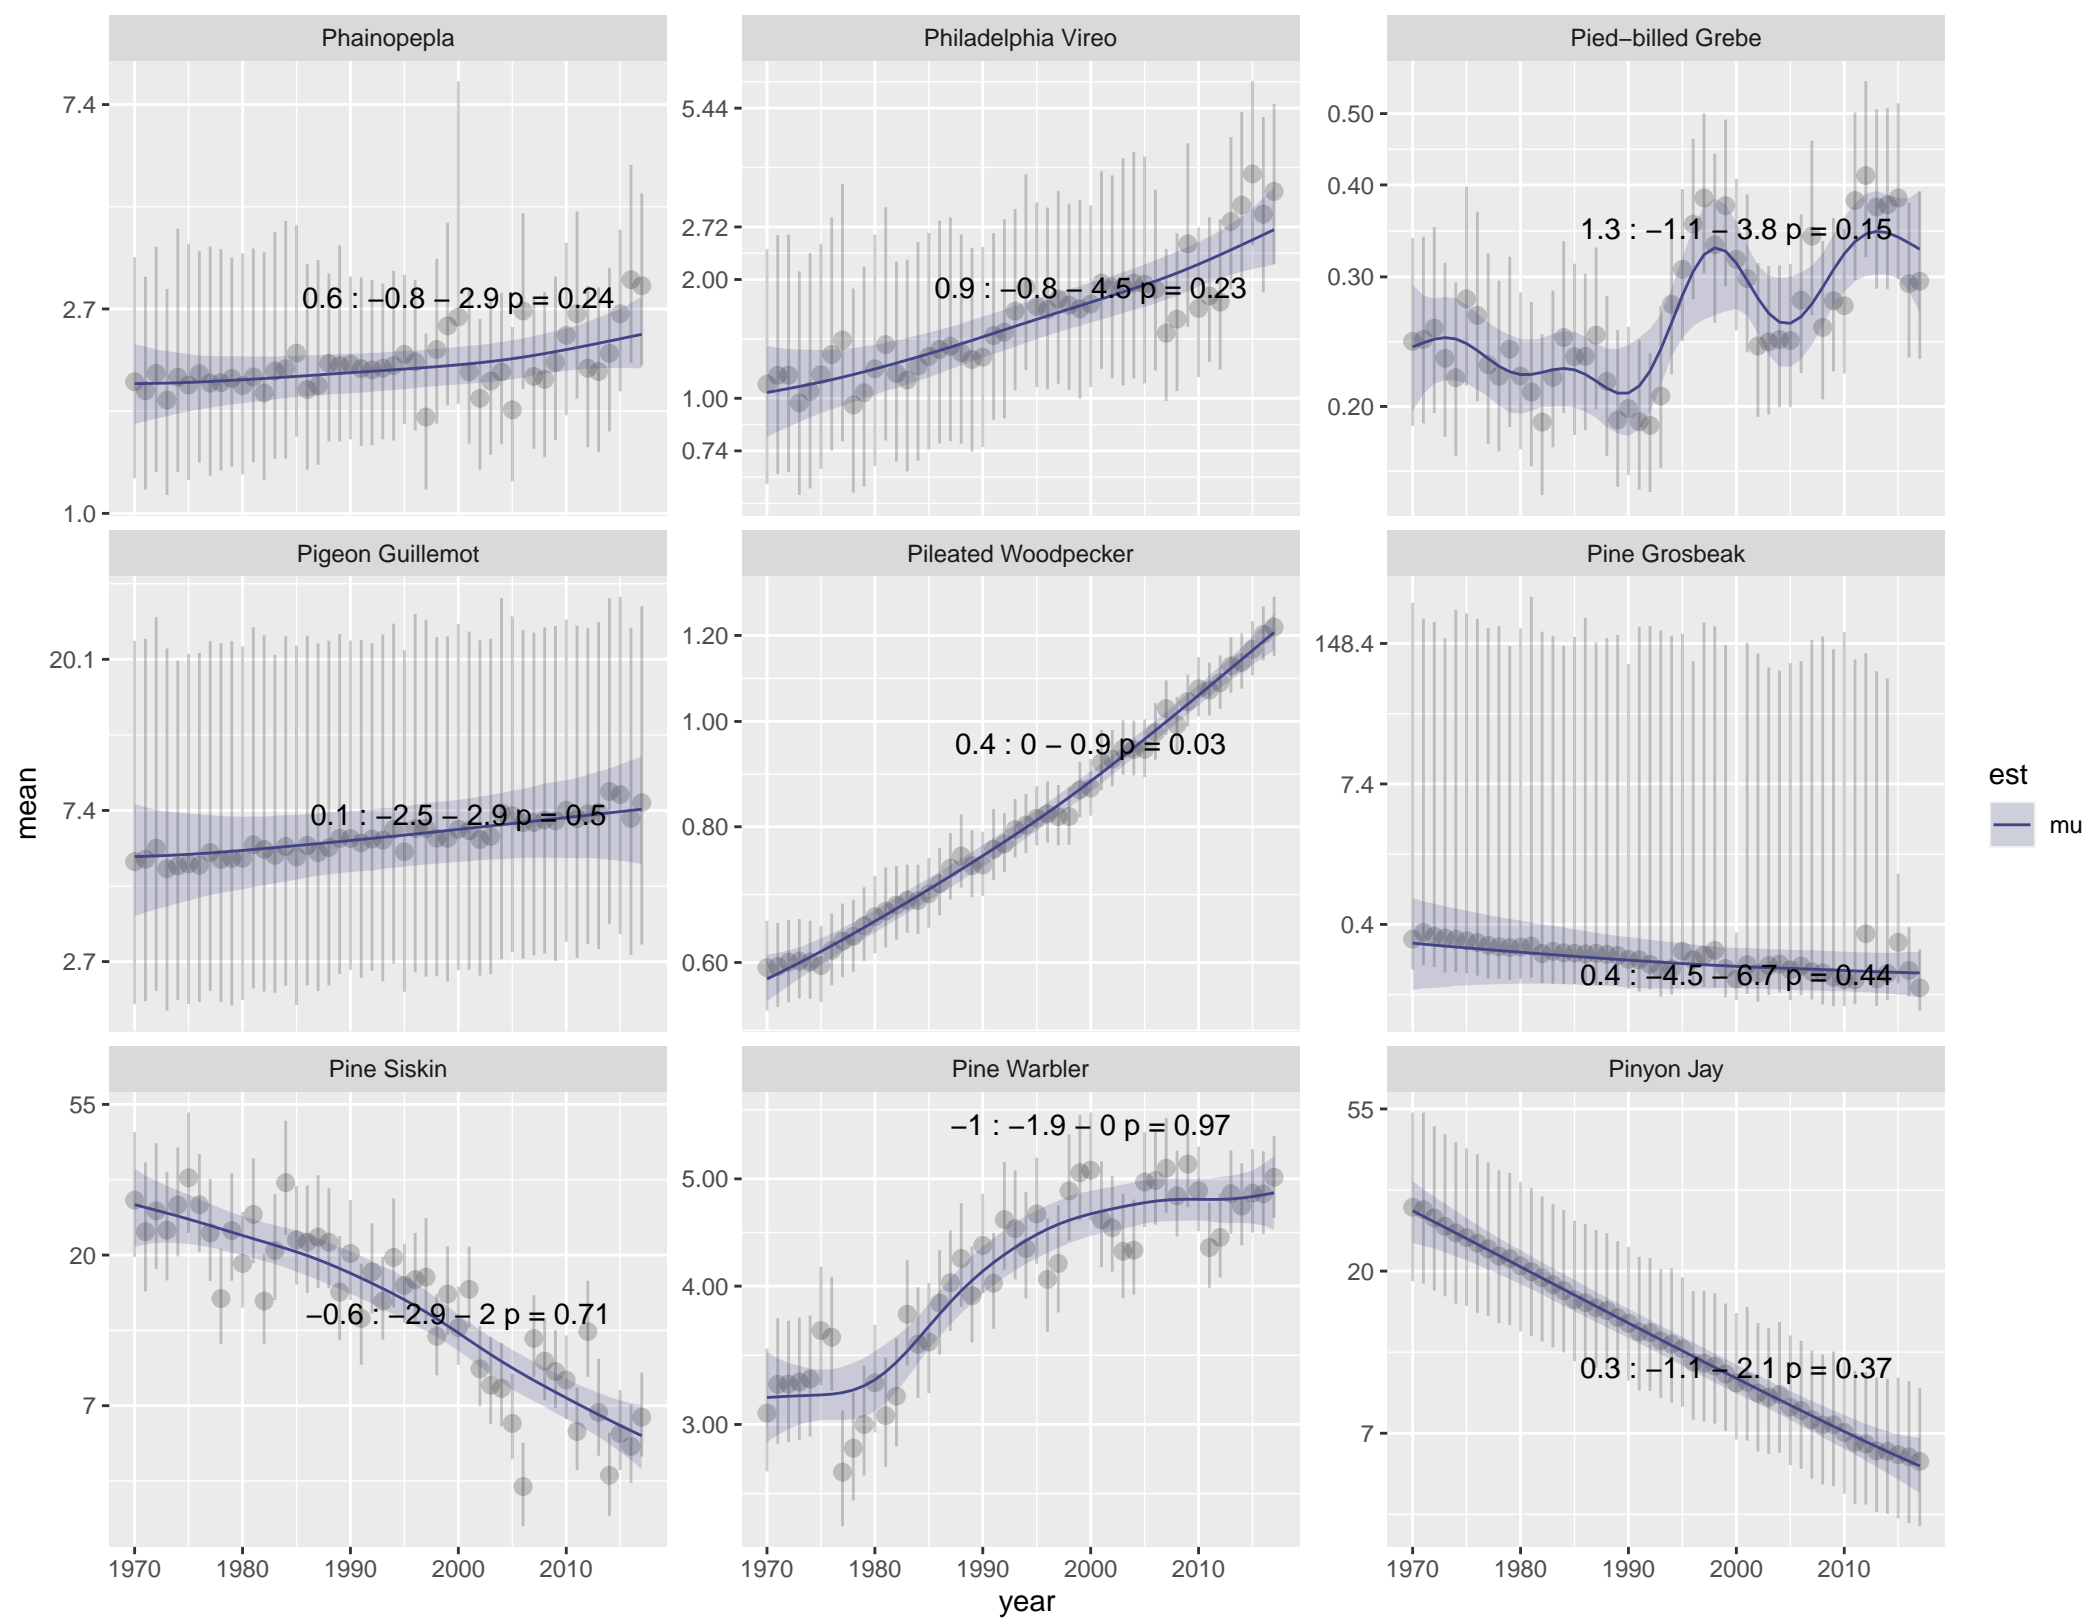 Phainopepla
Philadelphia Vireo
Pied−billed Grebe
7.4
2.7
1.0
0.6 : −0.8 − 2.9 p = 0.24
5.44
2.72
2.00
1.00
0.74
0.9 : −0.8 − 4.5 p = 0.23
0.50
0.40
0.30
0.20
1.3 : −1.1 − 3.8 p = 0.15
Pigeon Guillemot
Pileated Woodpecker
Pine Grosbeak
20.1
7.4
2.7
0.1 : −2.5 − 2.9 p = 0.5
1.20
1.00
0.80
0.60
0.4 : 0 − 0.9 p = 0.03
148.4
7.4
0.4
0.4 : −4.5 − 6.7 p = 0.44
mean
est
mu
Pine Siskin
Pine Warbler
Pinyon Jay
55
20
7
−0.6 : −2.9 − 2 p = 0.71
5.00
4.00
3.00
−1 : −1.9 − 0 p = 0.97
55
20
7
0.3 : −1.1 − 2.1 p = 0.37
1970 1980 1990 2000 2010
1970 1980 1990 2000 2010
1970 1980 1990 2000 2010
year